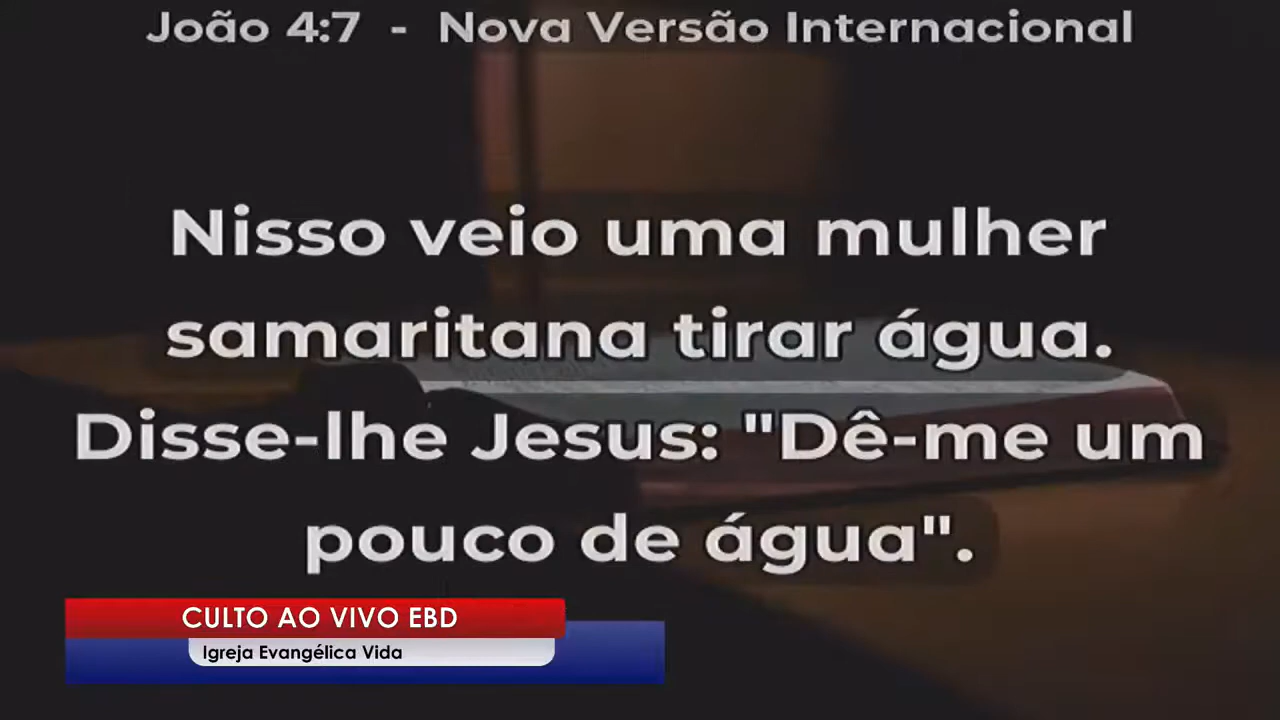 João 4:7 - Nova Versão Internacional
Nisso veio uma mulher
samaritana tirar água.
Disse-lhe Jesus: "Dê-me um
pouco de água".
CULTO AO VIVO EBD
Igreja Evangélica Vida